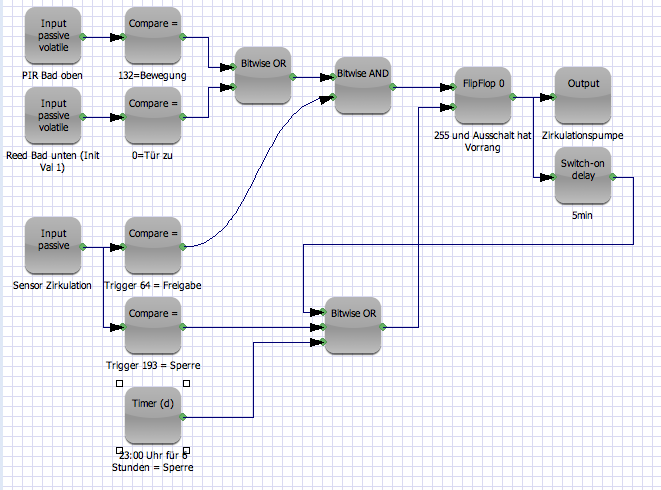 Input
passive
volatile
PIR Bad oben
Compare =
132=Bewegung
Input
passive
volatile
Reed Bad unten (Init
Val 1)
Compare =
0=Tür zu
Bitwise OR
Bitwise AND
FlipFlop 0
255 und Ausschalt hat
Vorrang
Output
Zirkulationspumpe
Switch-on
delay
5min
Input
passive
Sensor Zirkulation
Compare =
Trigger 64 = Freigabe
Compare =
Trigger 193 = Sperre
Bitwise OR
Timer (d)
23:00 Uhr für 6
Stunden = Sperre